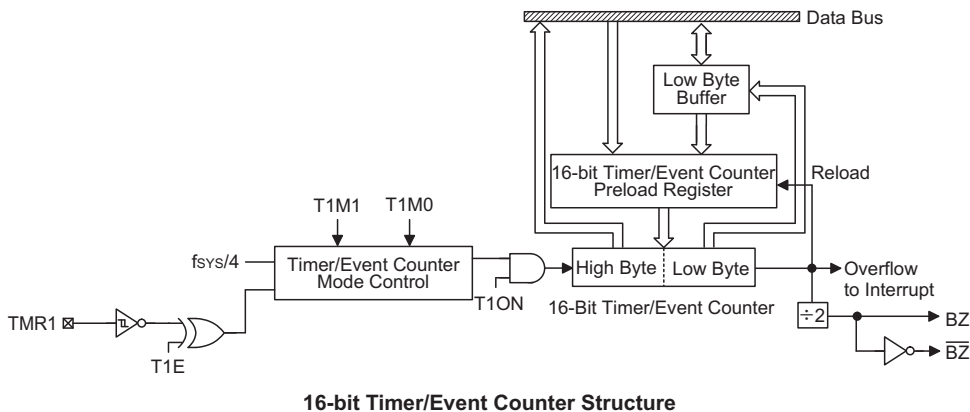 Data Bus
Low Byte
Buffer
16-bit Timer/Event Counter
Preload Register
Reload
T1M1
T1M0
fSYS/4
Timer/Event Counter
Mode Control
T1ON
High Byte
Low Byte
16-Bit Timer/Event Counter
Overflow
to Interrupt
÷2
BZ
BZ
TMR1
T1E
16-bit Timer/Event Counter Structure